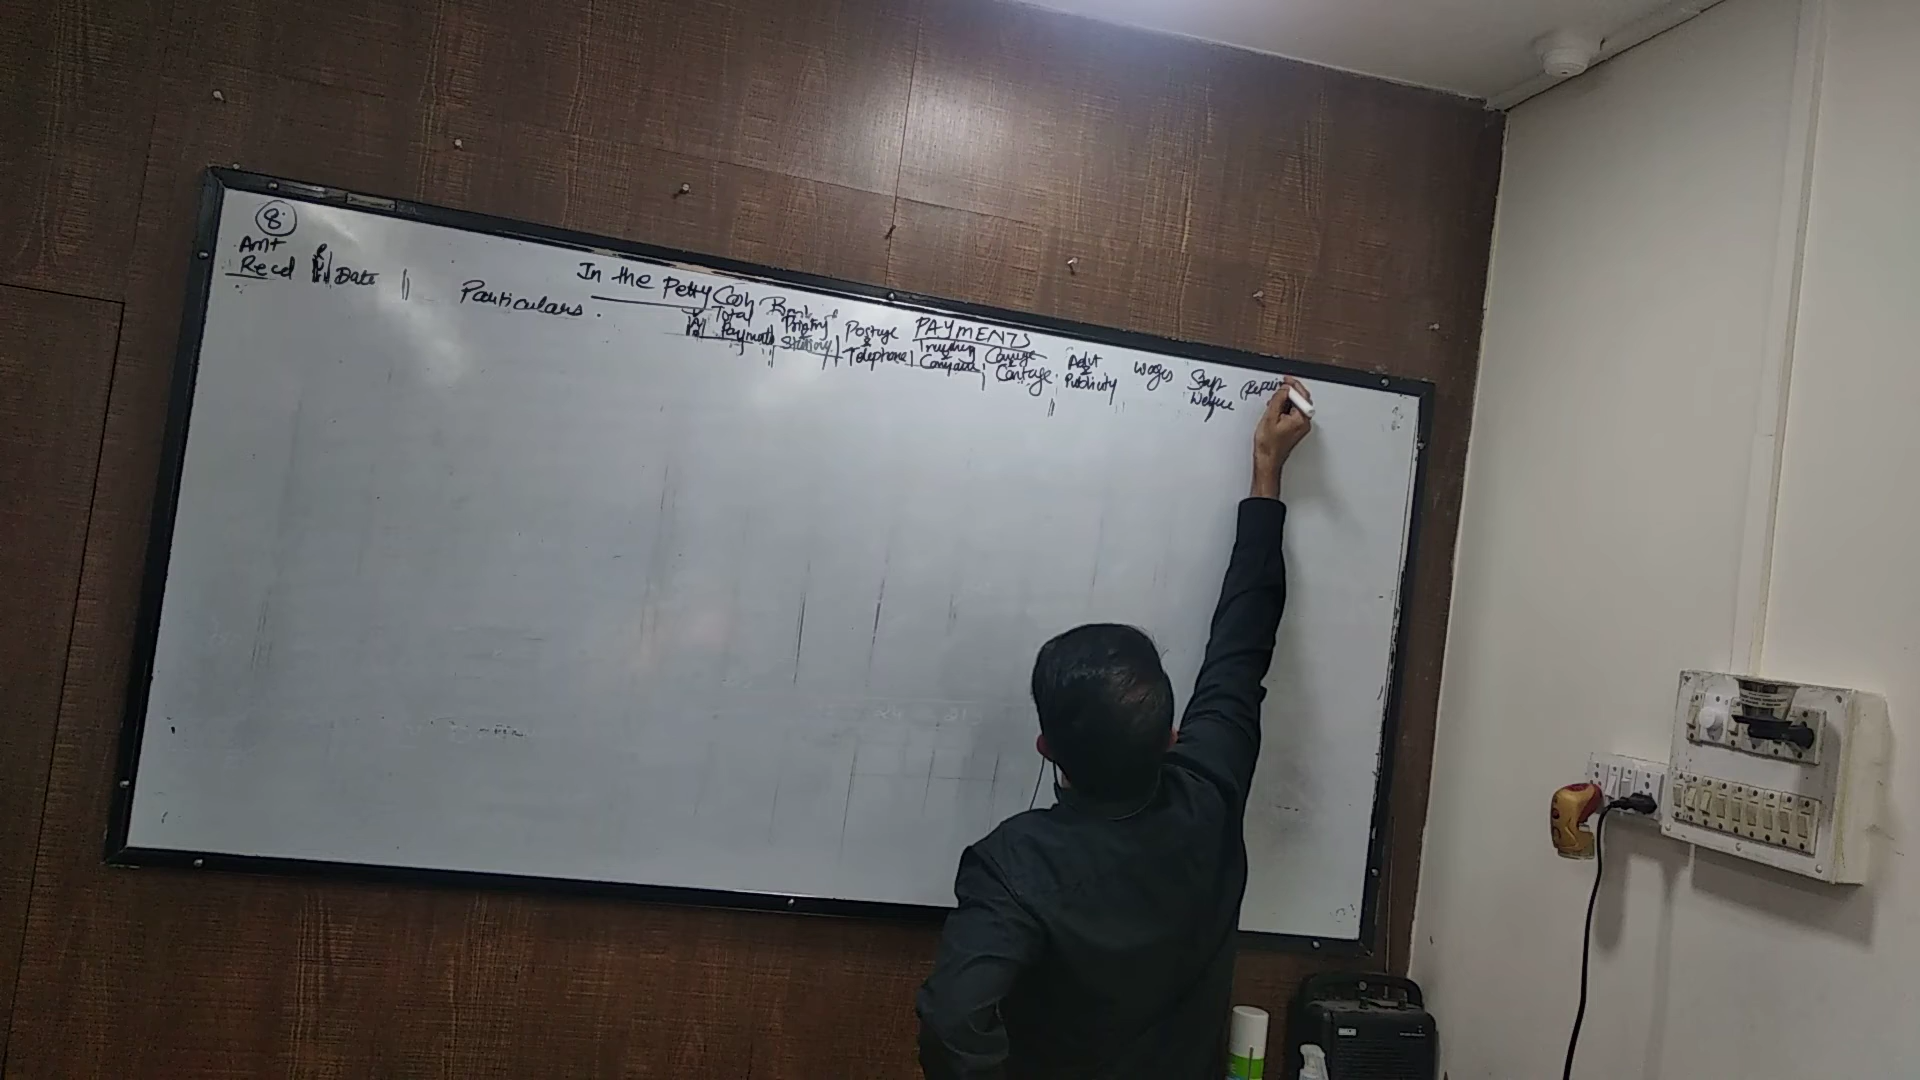 8
Amt
Recd
Date
Particulars.
In the Petty Cash Book
PAYMENTS
Total
Payments
Printing &
Stationery
Postage
&
Telephone
Conveyance
Carriage
&
Cartage
Advt
&
Publicity
Wages
Staff
Welfare
Repair